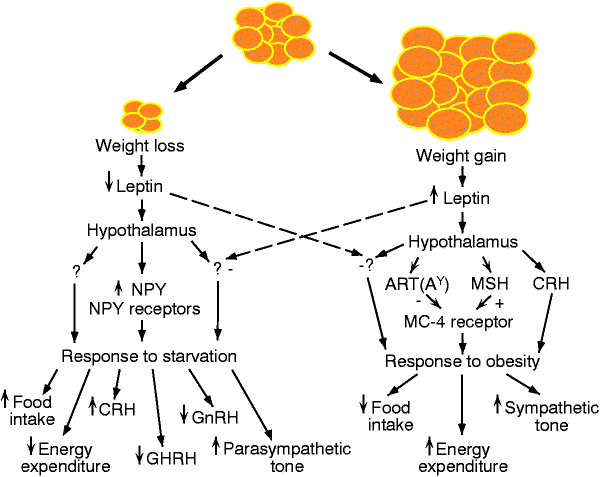 Weight loss
Weight gain
↓ Leptin
↑ Leptin
Hypothalamus
Hypothalamus
?
? -
-?
↑ NPY
NPY receptors
ART(Aʸ)
MSH
CRH
-
+
MC-4 receptor
Response to starvation
Response to obesity
↑ Food
intake
↑ CRH
↓ GnRH
↓ Energy
expenditure
↓ GHRH
↑ Parasympathetic
tone
↓ Food
intake
↑ Sympathetic
tone
↑ Energy
expenditure